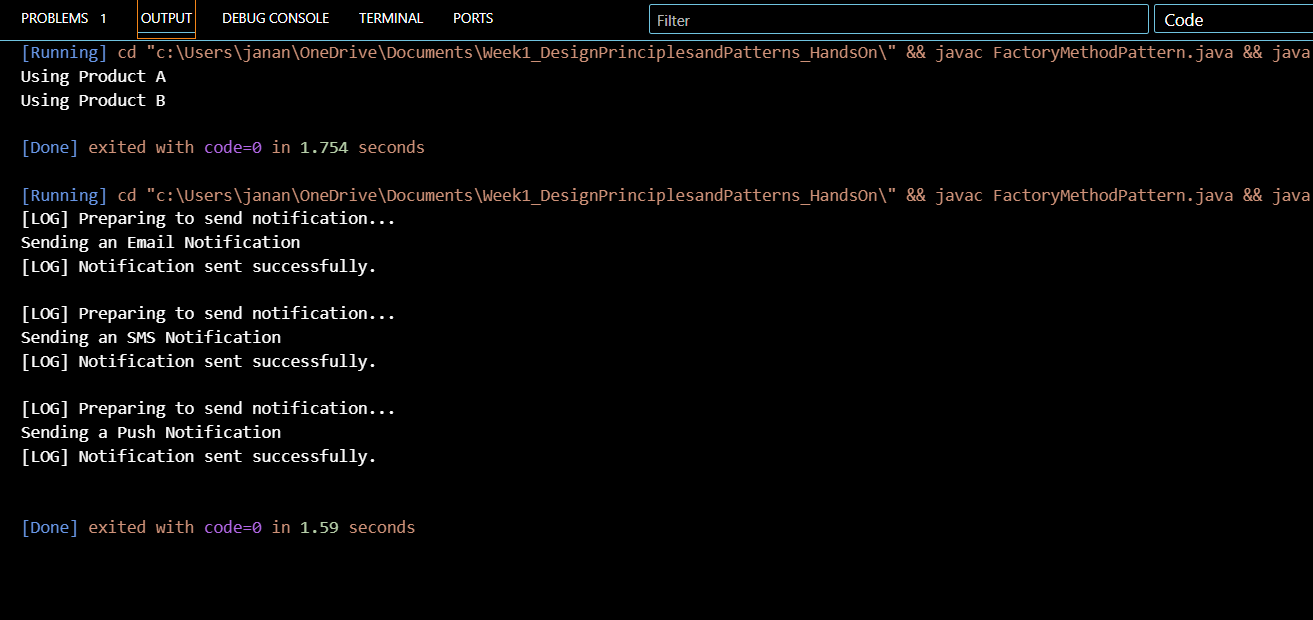 PROBLEMS 1 OUTPUT DEBUG CONSOLE TERMINAL PORTS Filter Code
[Running] cd "c:\Users\janan\OneDrive\Documents\Week1_DesignPrinciplesandPatterns_HandsOn\" && javac FactoryMethodPattern.java && java
Using Product A
Using Product B
[Done] exited with code=0 in 1.754 seconds
[Running] cd "c:\Users\janan\OneDrive\Documents\Week1_DesignPrinciplesandPatterns_HandsOn\" && javac FactoryMethodPattern.java && java
[LOG] Preparing to send notification...
Sending an Email Notification
[LOG] Notification sent successfully.
[LOG] Preparing to send notification...
Sending an SMS Notification
[LOG] Notification sent successfully.
[LOG] Preparing to send notification...
Sending a Push Notification
[LOG] Notification sent successfully.
[Done] exited with code=0 in 1.59 seconds